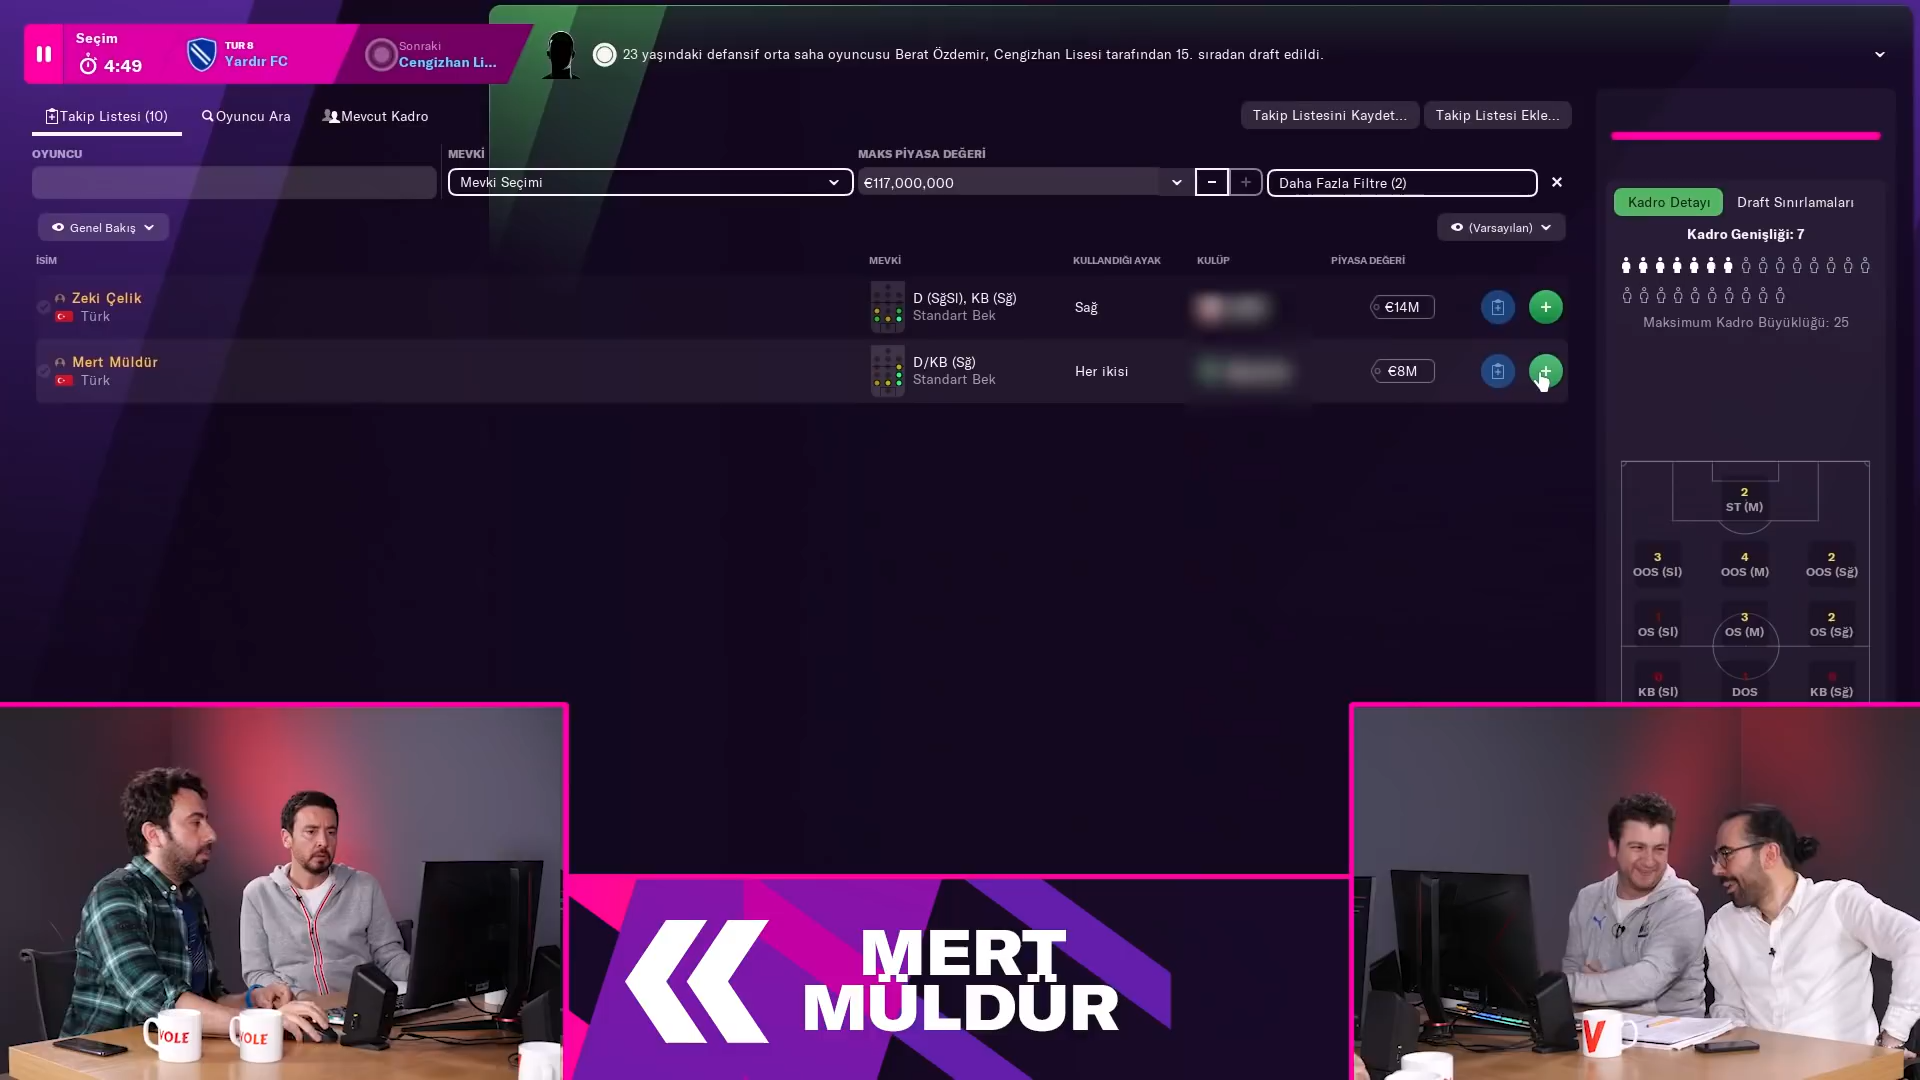 Seçim
4:49
TUR 8
Yardır FC
Sonraki
Cengizhan Li...
23 yaşındaki defansif orta saha oyuncusu Berat Özdemir, Cengizhan Lisesi tarafından 15. sıradan draft edildi.
Takip Listesi (10)
Oyuncu Ara
Mevcut Kadro
Takip Listesini Kaydet...
Takip Listesi Ekle...
OYUNCU
MEVKİ
MAKS PİYASA DEĞERİ
Mevki Seçimi
€117,000,000
Daha Fazla Filtre (2)
Genel Bakış
(Varsayılan)
İSİM
MEVKİ
KULLANDIĞI AYAK
KULÜP
PİYASA DEĞERİ
Zeki Çelik
Türk
D (SğSl), KB (Sğ)
Standart Bek
Sağ
€14M
Mert Müldür
Türk
D/KB (Sğ)
Standart Bek
Her ikisi
€8M
Kadro Detayı
Draft Sınırlamaları
Kadro Genişliği: 7
Maksimum Kadro Büyüklüğü: 25
2
ST (M)
3
OOS (Sl)
4
OOS (M)
2
OOS (Sğ)
1
OS (Sl)
3
OS (M)
2
OS (Sğ)
0
KB (Sl)
1
DOS
KB (Sğ)
MERT
MÜLDÜR
VOLE
VOLE
V